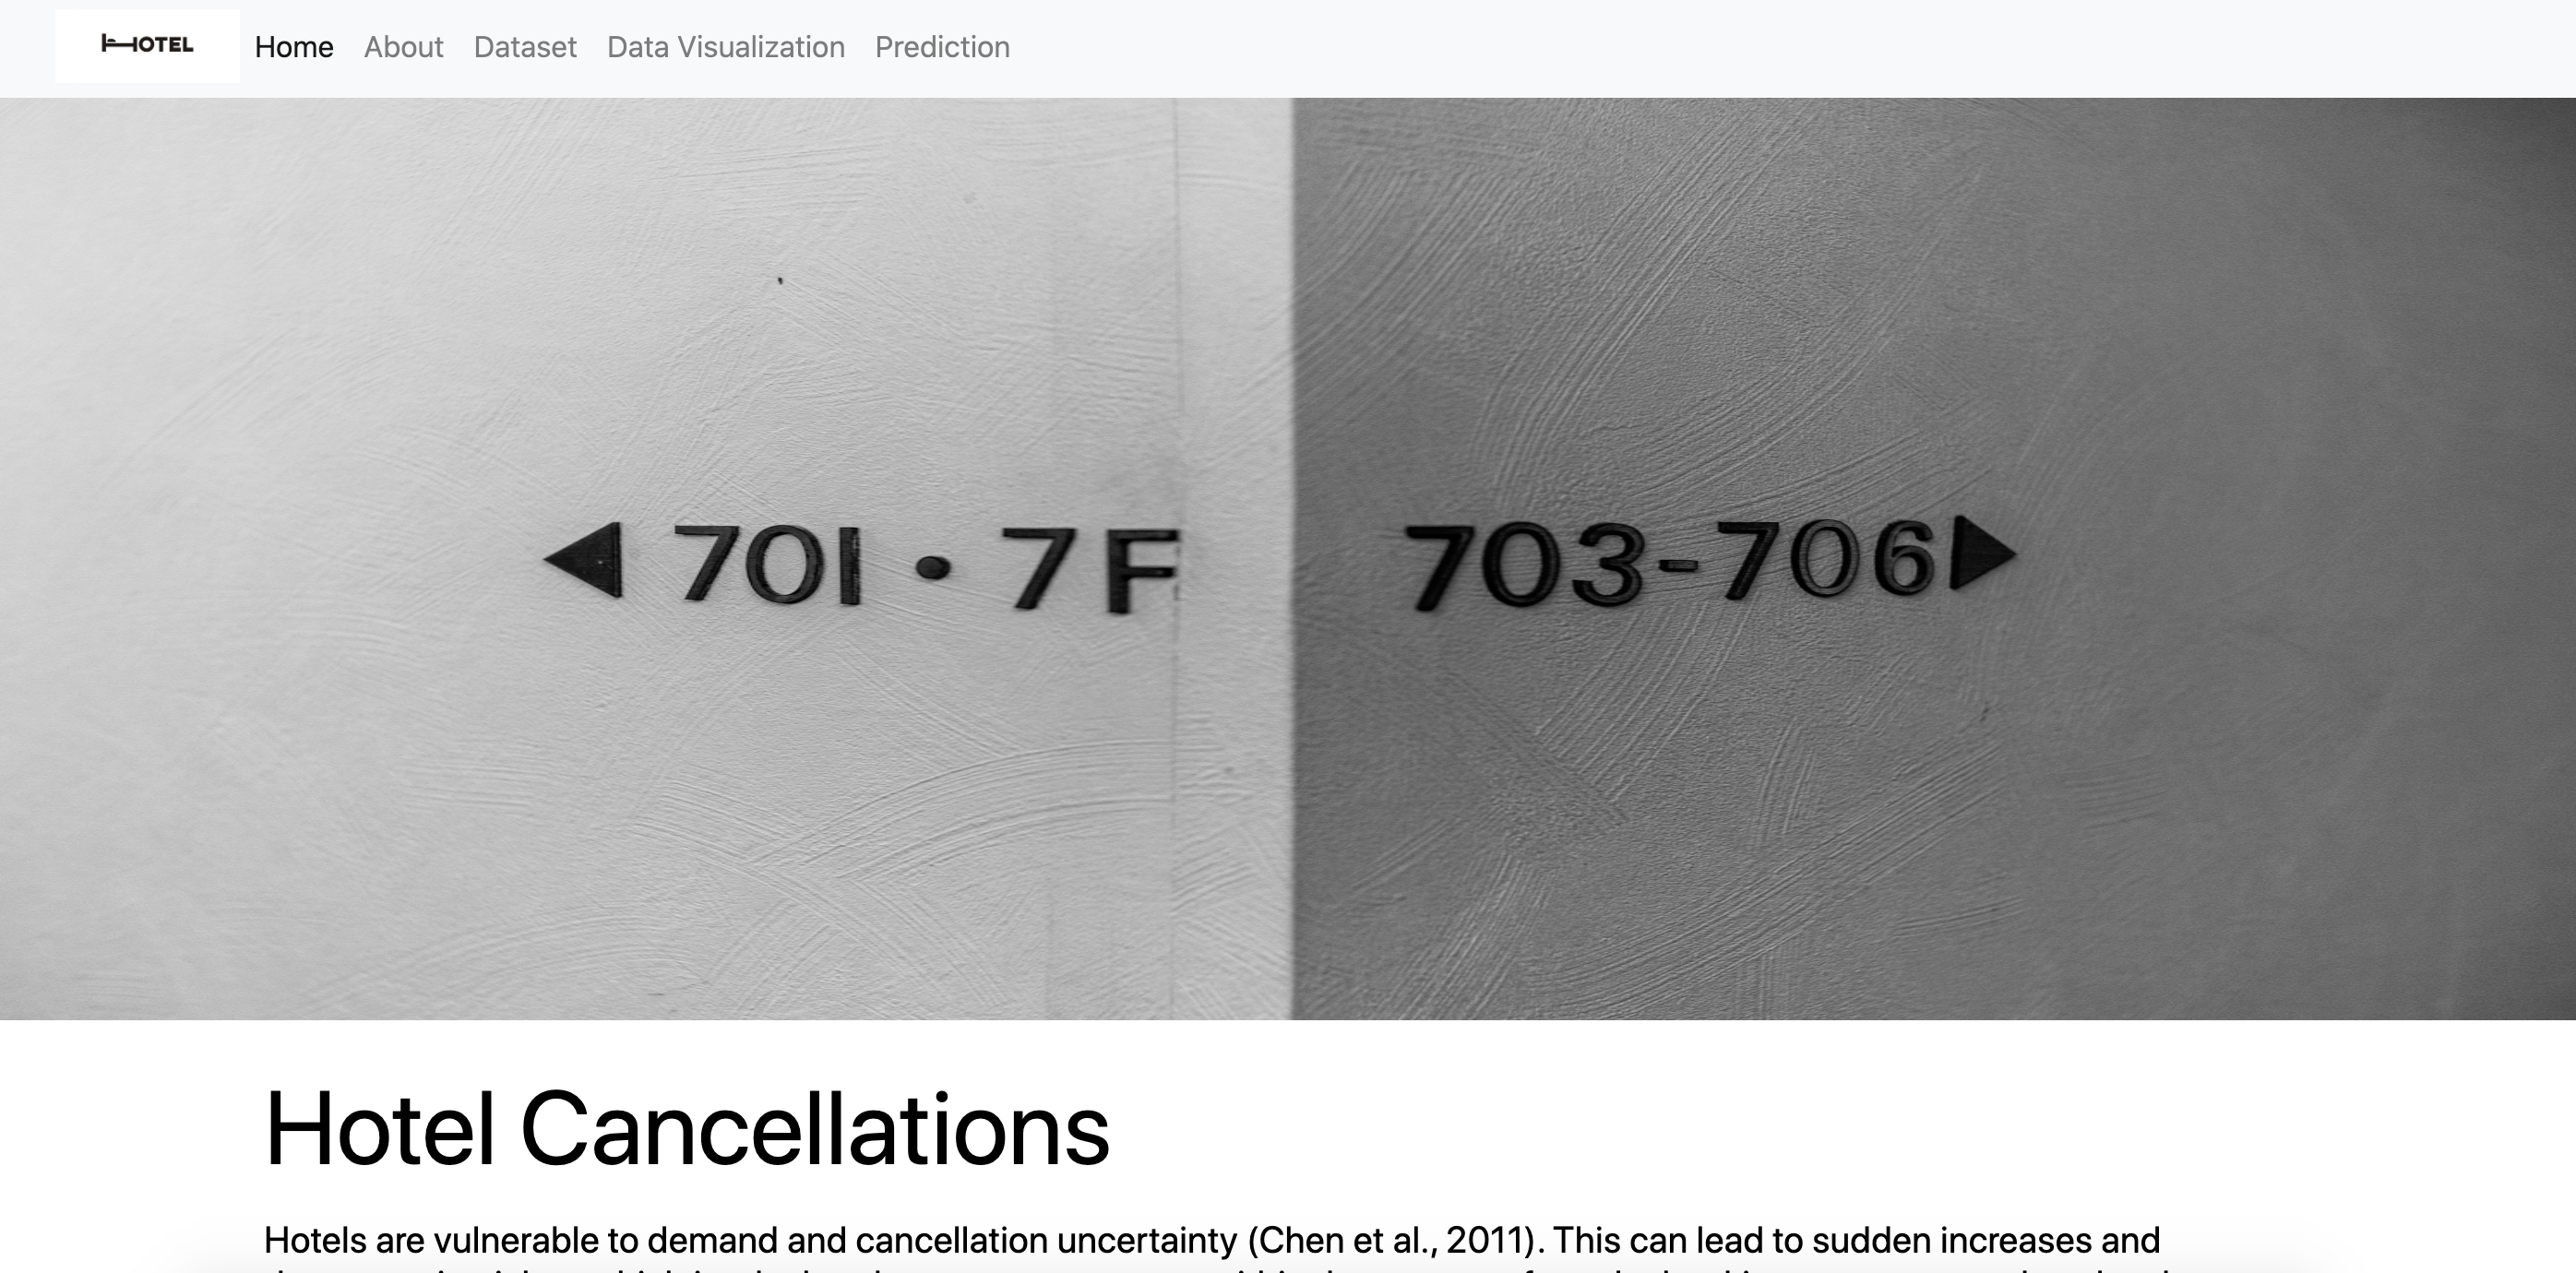 HOTEL Home About Dataset Data Visualization Prediction
◀ 701 • 7F 703-706 ▶
Hotel Cancellations
Hotels are vulnerable to demand and cancellation uncertainty (Chen et al., 2011). This can lead to sudden increases and